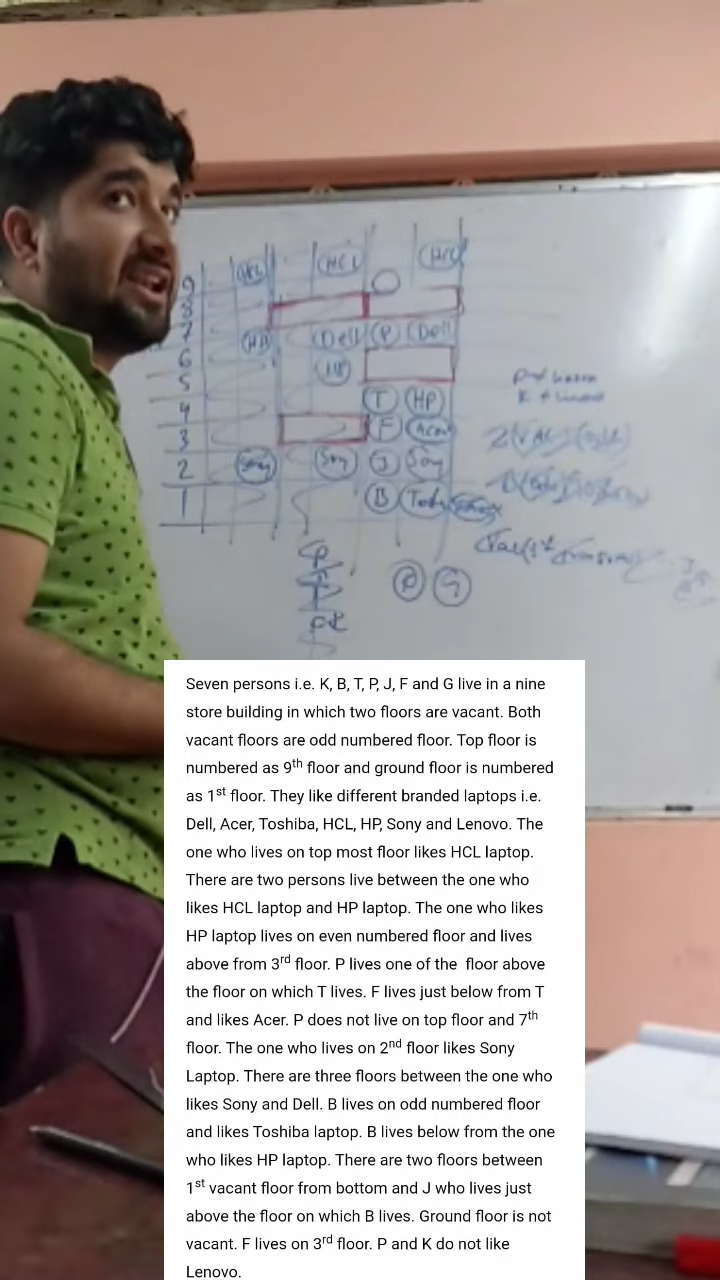 9 HCL HCL
8
7 HP Dell P Dell
6 HP
5
4 T HP
3 F Acer
2 Sony Sony J Sony
1 B
P G
Seven persons i.e. K, B, T, P, J, F and G live in a nine
store building in which two floors are vacant. Both
vacant floors are odd numbered floor. Top floor is
numbered as 9th floor and ground floor is numbered
as 1st floor. They like different branded laptops i.e.
Dell, Acer, Toshiba, HCL, HP, Sony and Lenovo. The
one who lives on top most floor likes HCL laptop.
There are two persons live between the one who
likes HCL laptop and HP laptop. The one who likes
HP laptop lives on even numbered floor and lives
above from 3rd floor. P lives one of the floor above
the floor on which T lives. F lives just below from T
and likes Acer. P does not live on top floor and 7th
floor. The one who lives on 2nd floor likes Sony
Laptop. There are three floors between the one who
likes Sony and Dell. B lives on odd numbered floor
and likes Toshiba laptop. B lives below from the one
who likes HP laptop. There are two floors between
1st vacant floor from bottom and J who lives just
above the floor on which B lives. Ground floor is not
vacant. F lives on 3rd floor. P and K do not like
Lenovo.